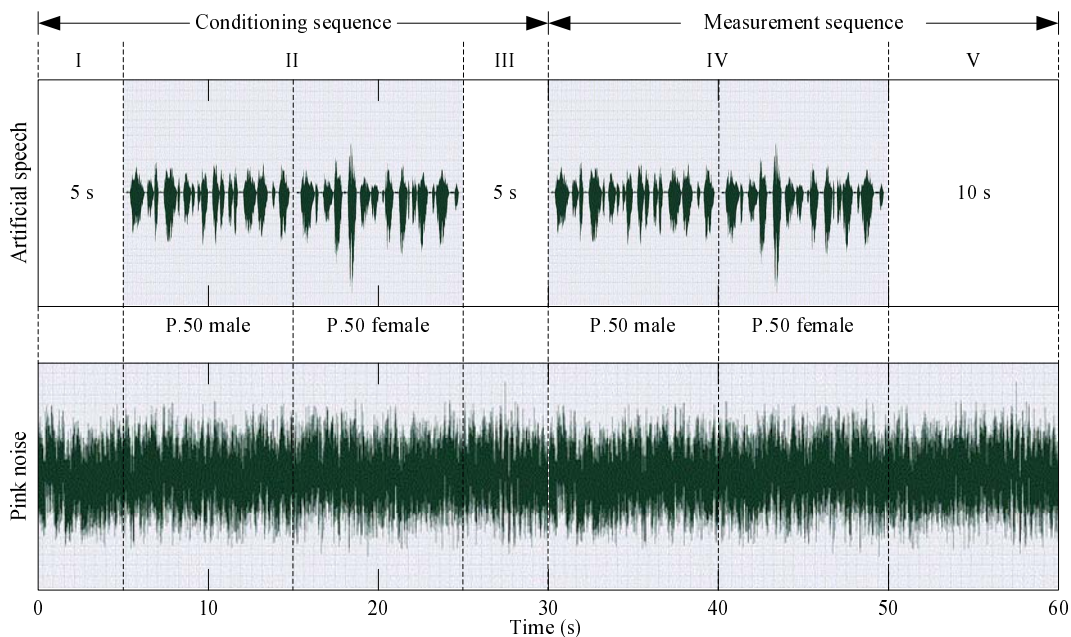 Conditioning sequence
Measurement sequence
I
II
III
IV
V
Artificial speech
5 s
5 s
10 s
P.50 male
P.50 female
P.50 male
P.50 female
Pink noise
0
10
20
30
40
50
60
Time (s)